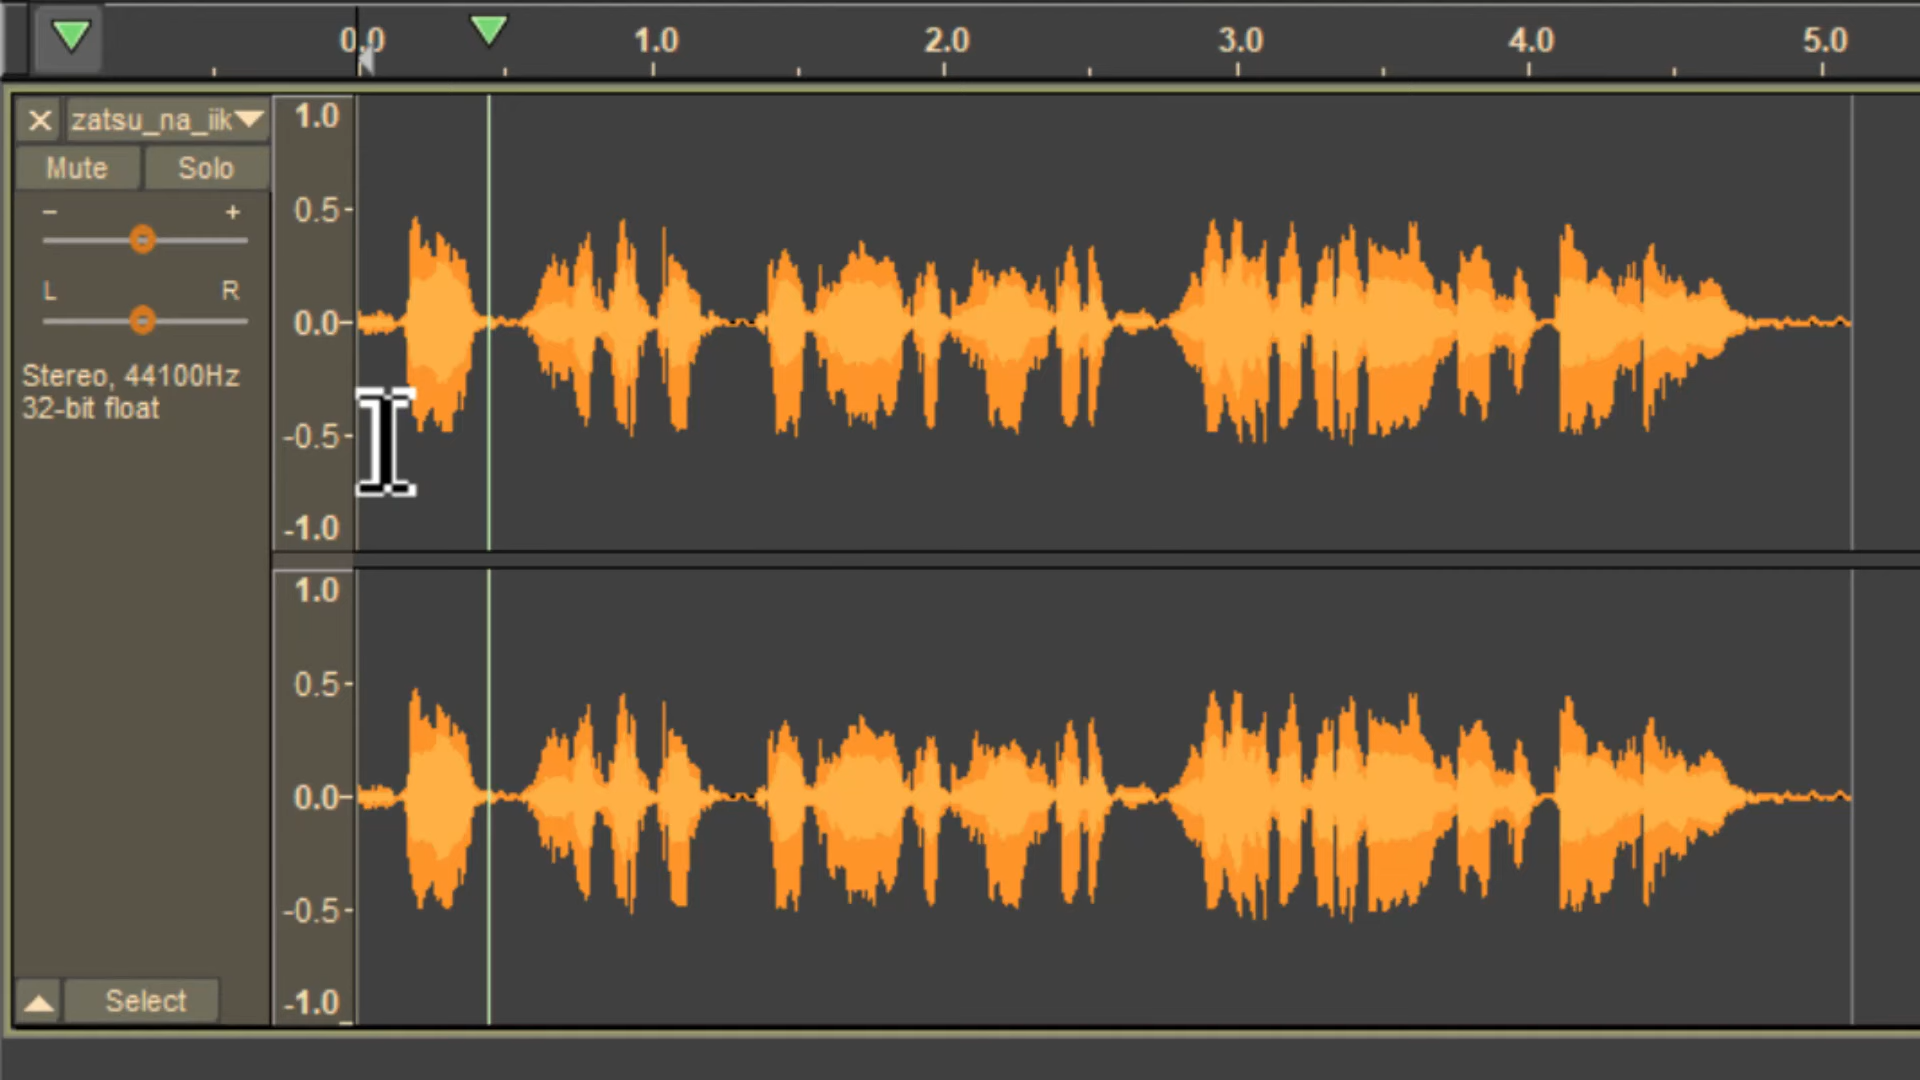 0.0 1.0 2.0 3.0 4.0 5.0
× zatsu_na_iik
Mute Solo
- +
L R
Stereo, 44100Hz
32-bit float
Select
1.0
0.5-
0.0-
-0.5-
-1.0
1.0
0.5-
0.0-
-0.5-
-1.0